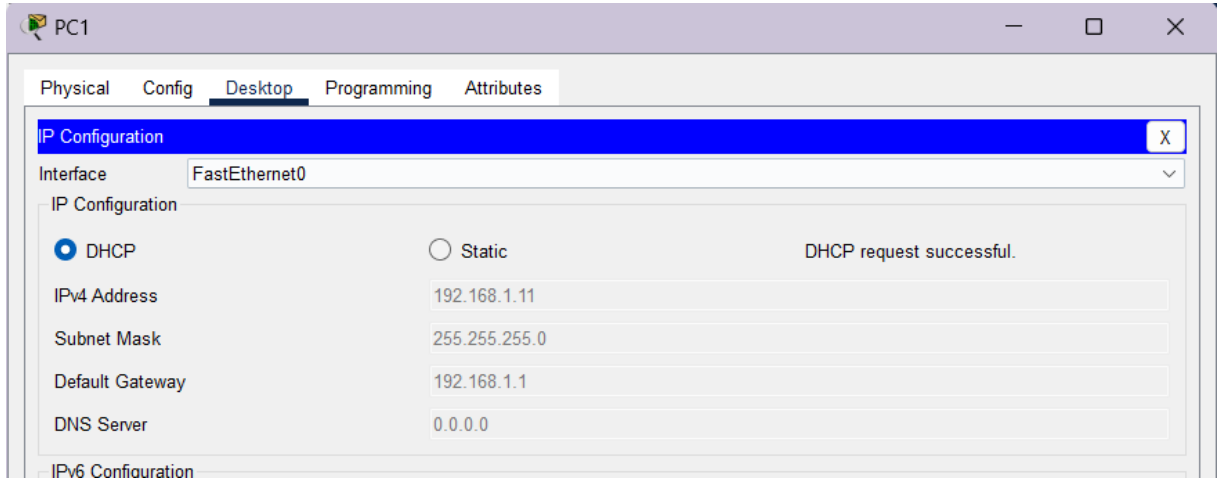 PC1
Physical Config Desktop Programming Attributes
IP Configuration X
Interface FastEthernet0
IP Configuration
DHCP Static DHCP request successful.
IPv4 Address 192.168.1.11
Subnet Mask 255.255.255.0
Default Gateway 192.168.1.1
DNS Server 0.0.0.0
IPv6 Configuration